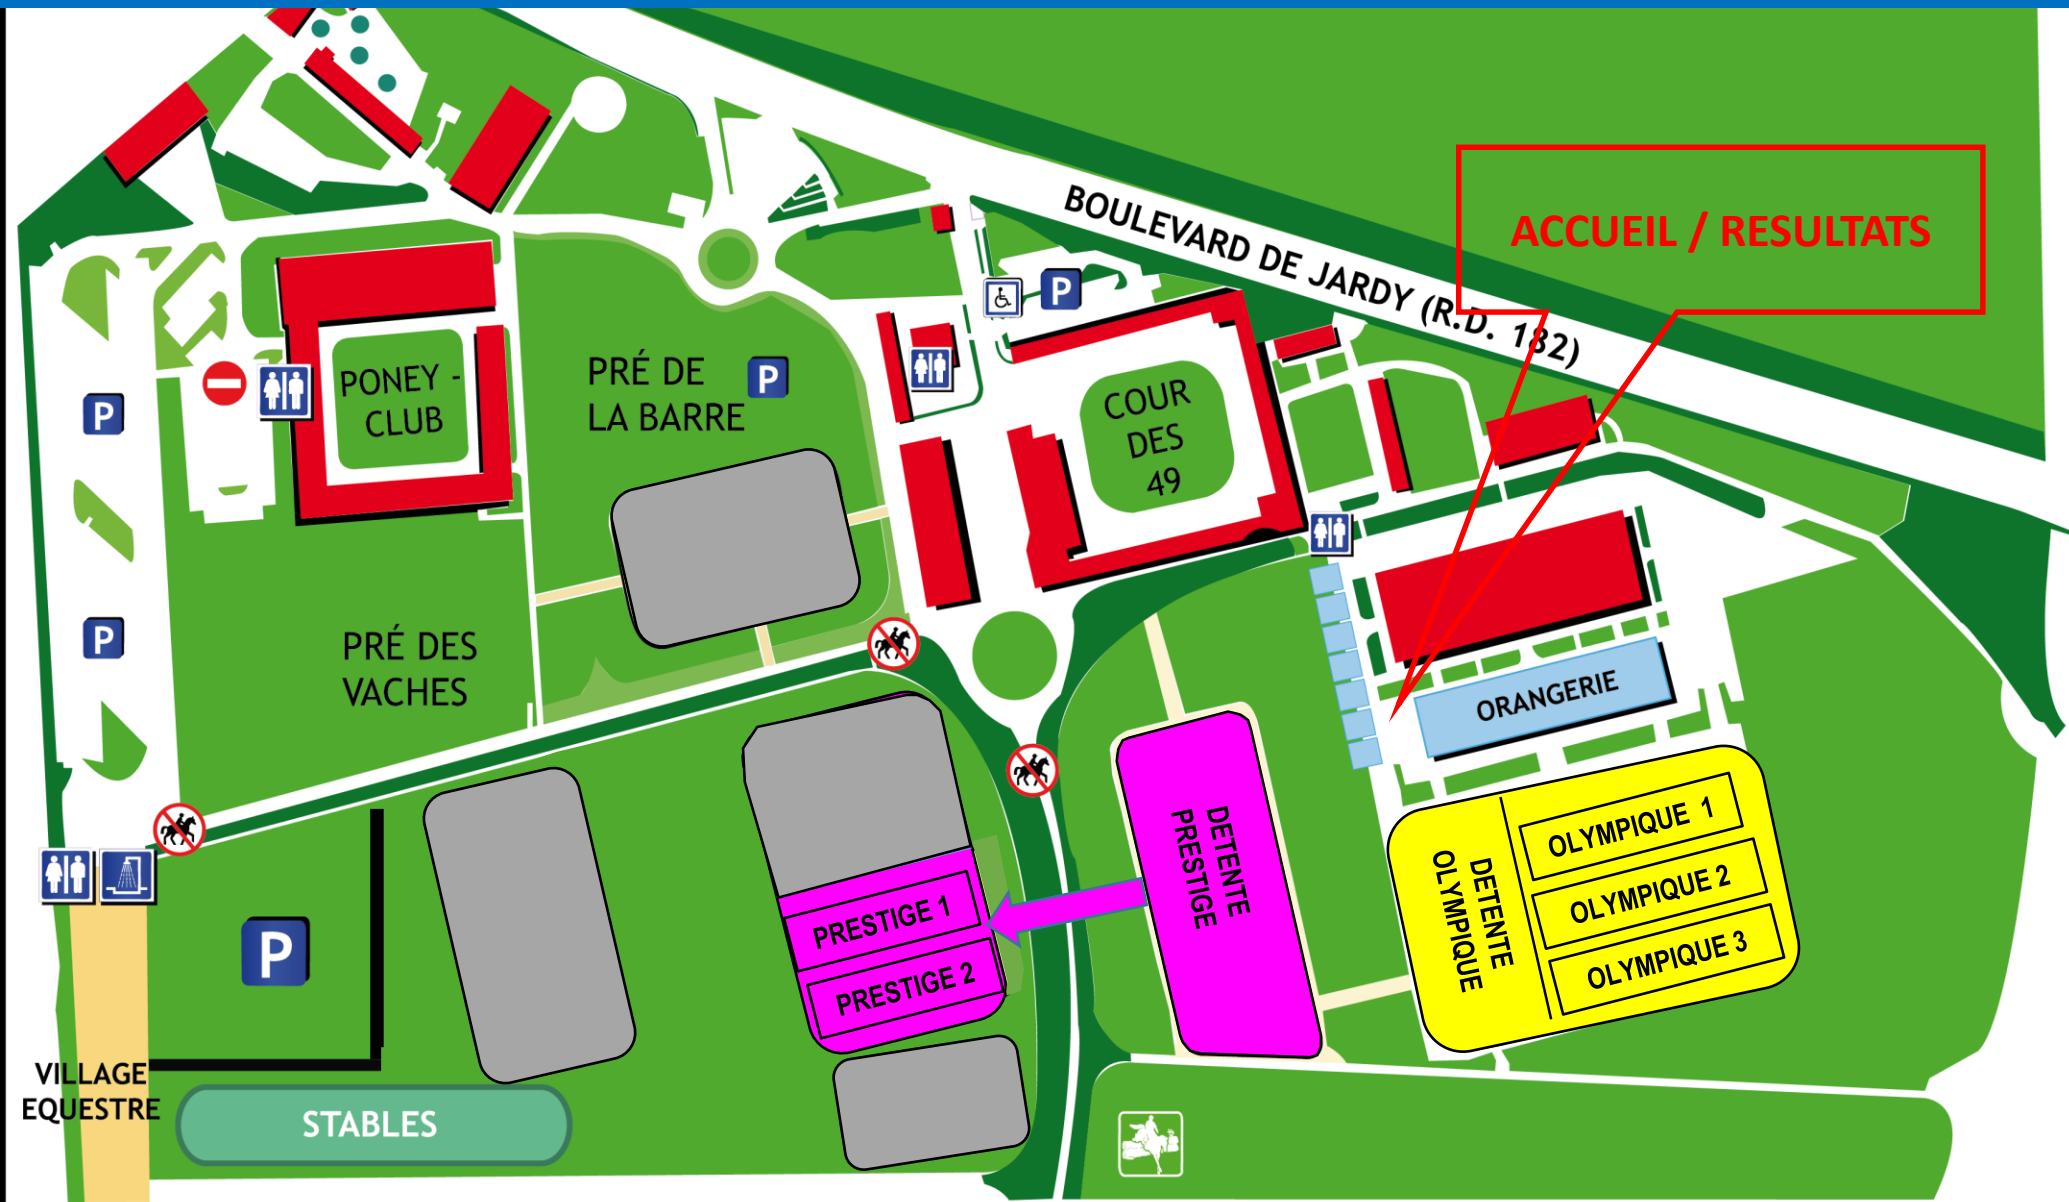 BOULEVARD DE JARDY (R.D. 182)
ACCUEIL / RESULTATS
P
PONEY -
CLUB
PRÉ DE
LA BARRE
P
COUR
DES
49
P
P
PRÉ DES
VACHES
ORANGERIE
DETENTE
PRESTIGE
DETENTE
OLYMPIQUE
OLYMPIQUE 1
OLYMPIQUE 2
OLYMPIQUE 3
PRESTIGE 1
PRESTIGE 2
P
VILLAGE
EQUESTRE
STABLES